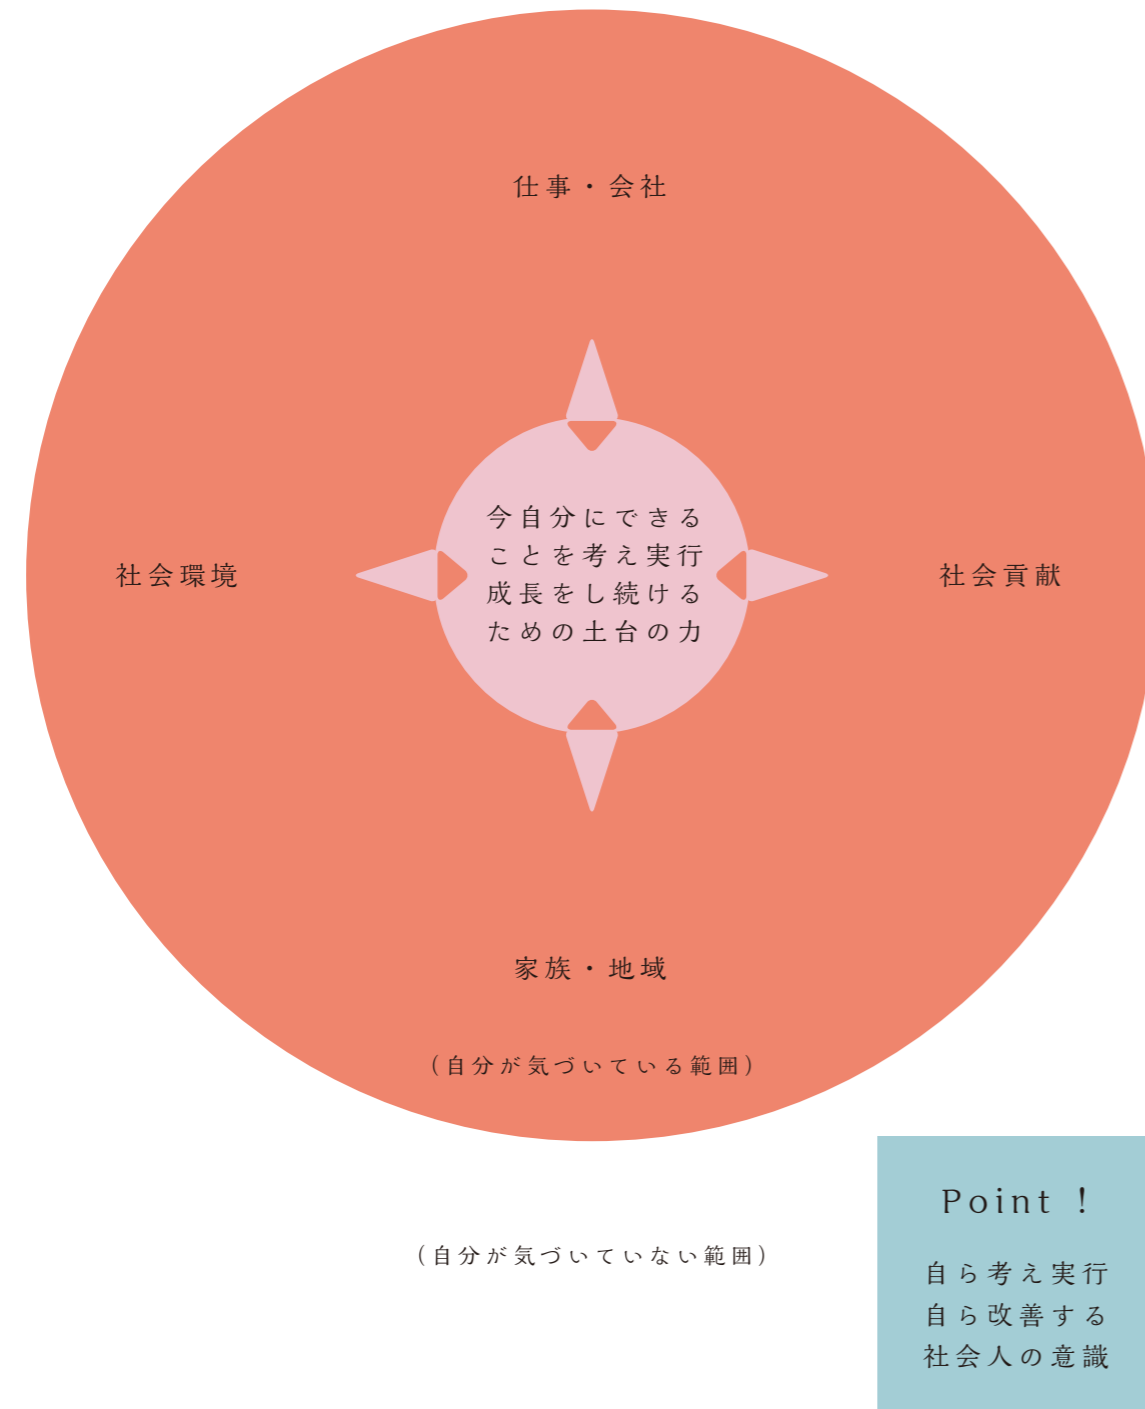 仕事・会社
今自分にできる
ことを考え実行
成長をし続ける
ための土台の力
社会環境
社会貢献
家族・地域
（自分が気づいている範囲）
（自分が気づいていない範囲）
Point !
自ら考え実行
自ら改善する
社会人の意識